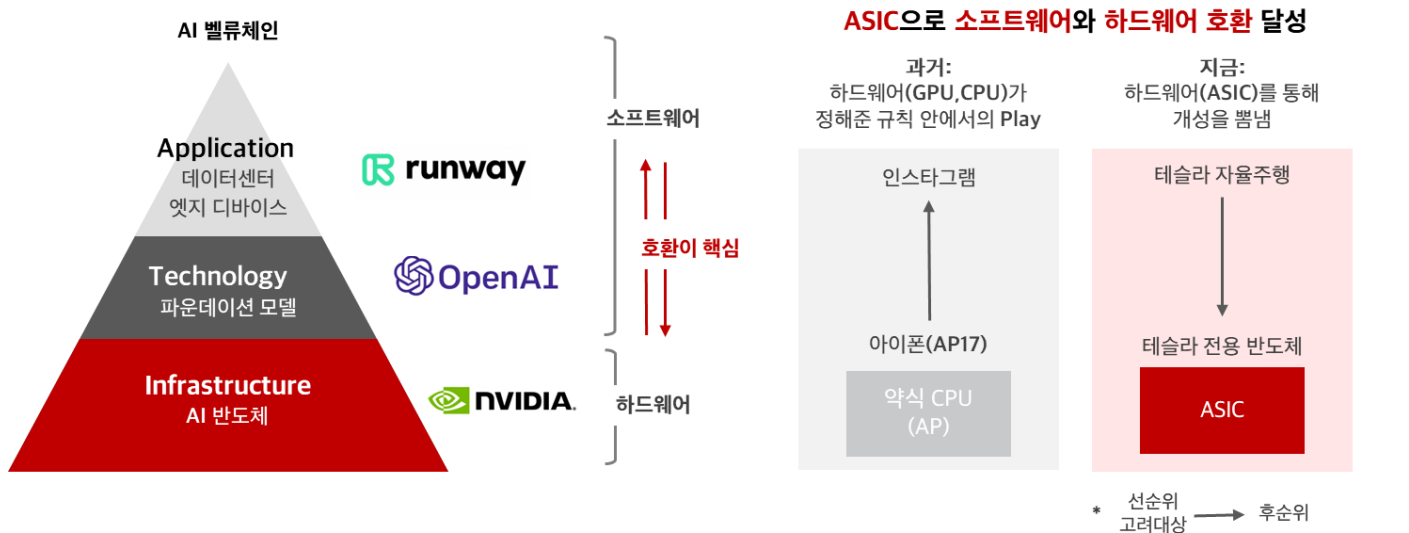 AI 벨류체인
Application
데이터센터
엣지 디바이스
Technology
파운데이션 모델
Infrastructure
AI 반도체
runway
OpenAI
NVIDIA.
소프트웨어
호환이 핵심
하드웨어
ASIC으로 소프트웨어와 하드웨어 호환 달성
과거:
하드웨어(GPU,CPU)가
정해준 규칙 안에서의 Play
인스타그램
아이폰(AP17)
약식 CPU
(AP)
지금:
하드웨어(ASIC)를 통해
개성을 뽐냄
테슬라 자율주행
테슬라 전용 반도체
ASIC
* 선순위
고려대상
후순위